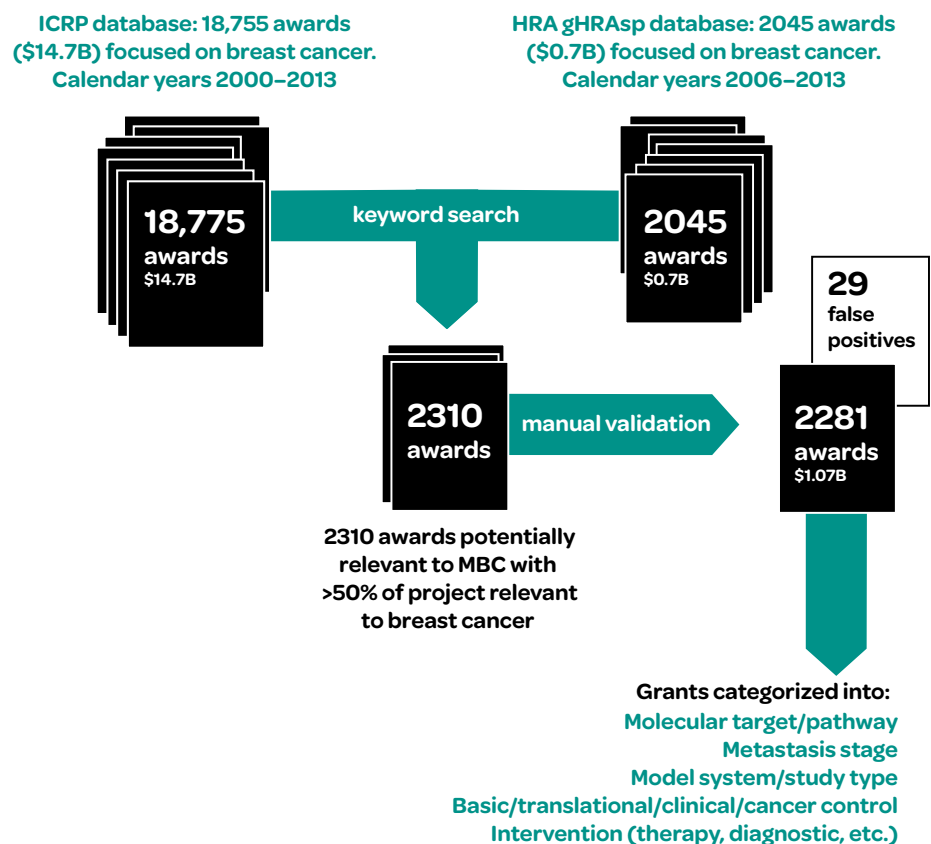 ICRP database: 18,755 awards
($14.7B) focused on breast cancer.
Calendar years 2000–2013
HRA gHRAsp database: 2045 awards
($0.7B) focused on breast cancer.
Calendar years 2006–2013
18,775
awards
$14.7B
keyword search
2045
awards
$0.7B
29
false
positives
2310
awards
manual validation
2281
awards
$1.07B
2310 awards potentially
relevant to MBC with
>50% of project relevant
to breast cancer
Grants categorized into:
Molecular target/pathway
Metastasis stage
Model system/study type
Basic/translational/clinical/cancer control
Intervention (therapy, diagnostic, etc.)